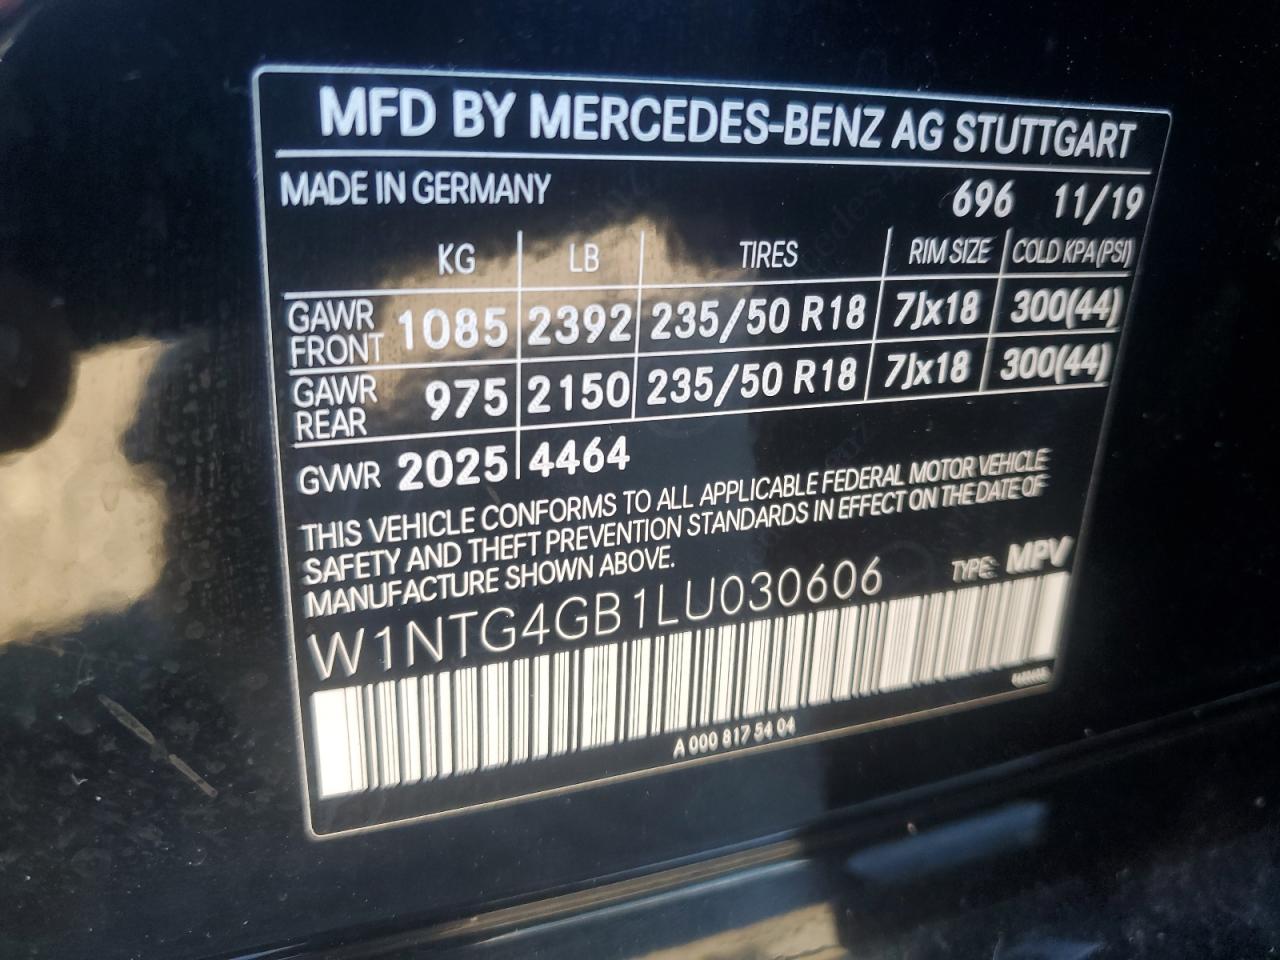 MFD BY MERCEDES-BENZ AG STUTTGART
MADE IN GERMANY 696 11/19
KG LB TIRES RIM SIZE COLD KPA(PSI)
GAWR FRONT 1085 2392 235/50 R18 7Jx18 300(44)
GAWR REAR 975 2150 235/50 R18 7Jx18 300(44)
GVWR 2025 4464
THIS VEHICLE CONFORMS TO ALL APPLICABLE FEDERAL MOTOR VEHICLE
SAFETY AND THEFT PREVENTION STANDARDS IN EFFECT ON THE DATE OF
MANUFACTURE SHOWN ABOVE.
W1NTG4GB1LU030606 TYPE: MPV
A 000 817 54 04